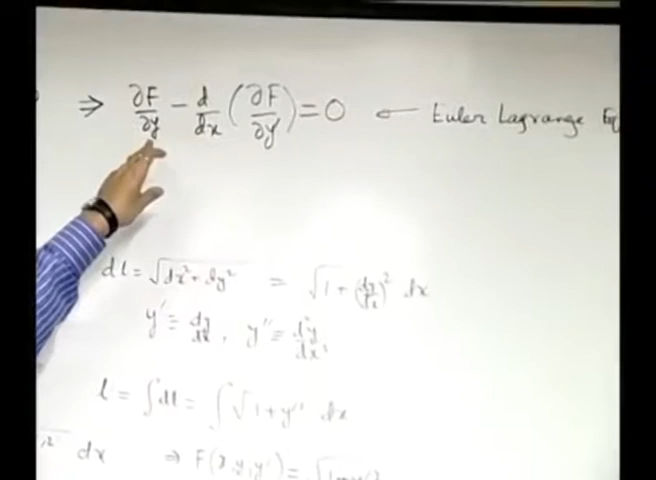 ⇒ ∂F/∂y − d/dx (∂F/∂y') = 0 ← Euler Lagrange Eq
dl = √dx²+dy² = √1+(dy/dx)² dx
y' ≡ dy/dx , y'' ≡ d²y/dx²
l = ∫dl = ∫√1+y'² dx
dx ⇒ F(x,y,y') =